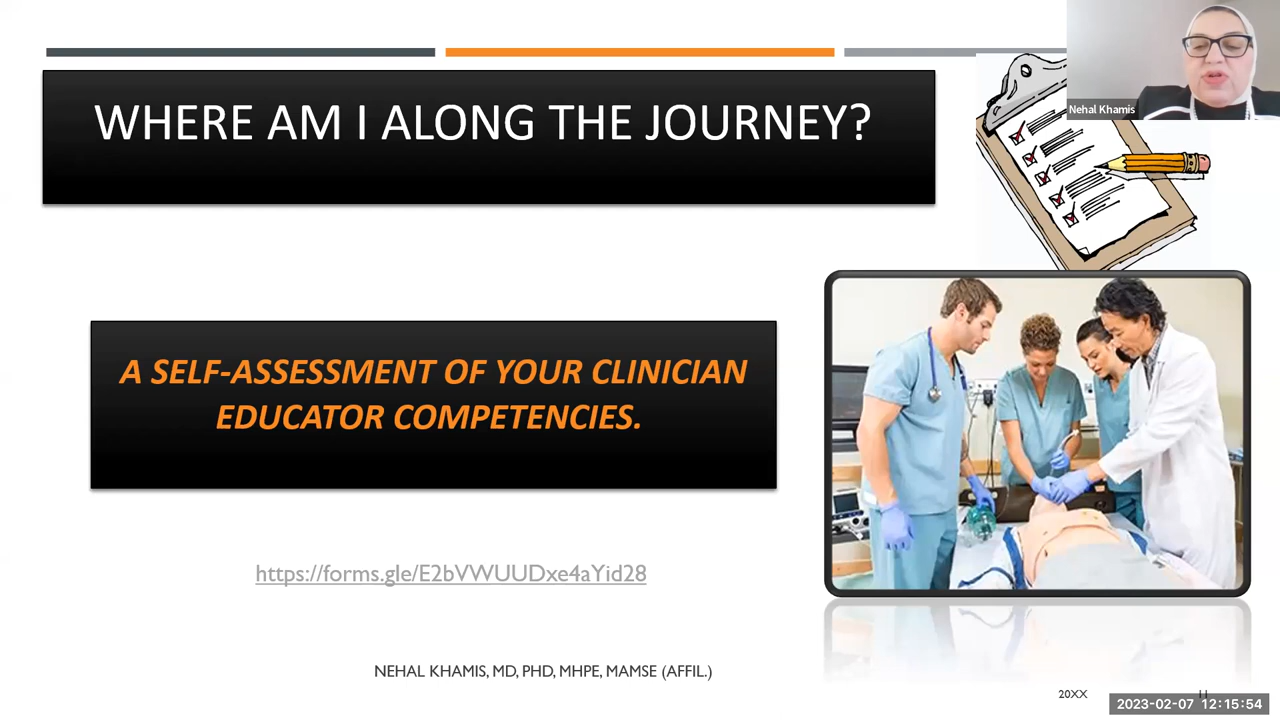 WHERE AM I ALONG THE JOURNEY?
Nehal Khamis
A SELF-ASSESSMENT OF YOUR CLINICIAN
EDUCATOR COMPETENCIES.
https://forms.gle/E2bVWUUDxe4aYid28
NEHAL KHAMIS, MD, PHD, MHPE, MAMSE (AFFIL.)
20XX
11
2023-02-07 12:15:54